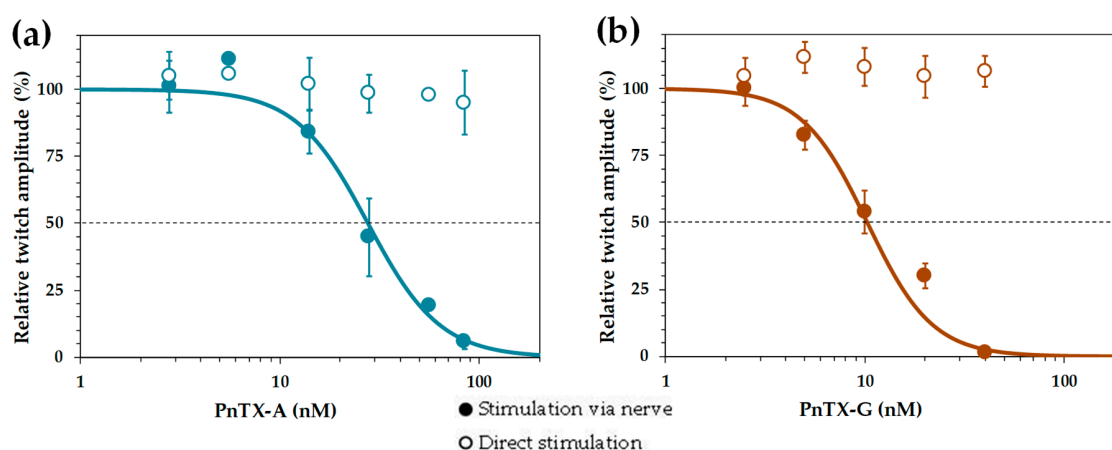 (a)
Relative twitch amplitude (%)
100
75
50
25
0
1
10
100
PnTX-A (nM)
(b)
Relative twitch amplitude (%)
100
75
50
25
0
1
10
100
PnTX-G (nM)
Stimulation via nerve
Direct stimulation